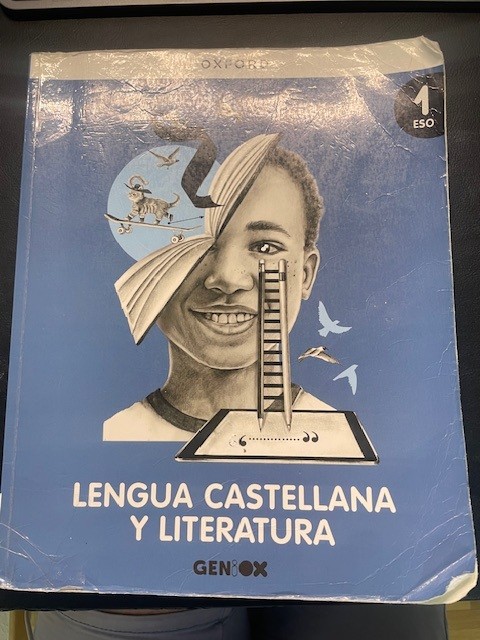 OXFORD
1
ESO
LENGUA CASTELLANA
Y LITERATURA
GENiOX